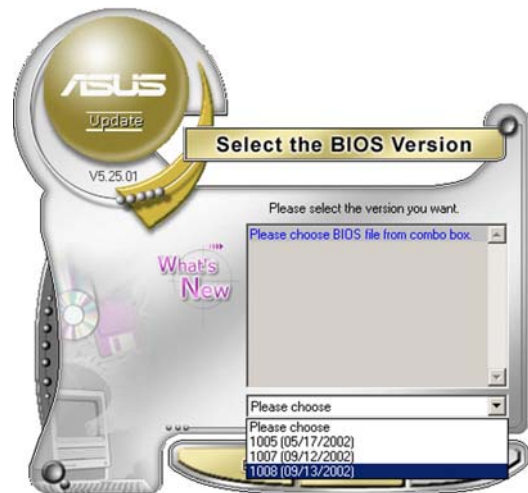 ASUS
Update
V5.25.01
Select the BIOS Version
Please select the version you want.
Please choose BIOS file from combo box.
What's
New
Please choose
Please choose
1005 (05/17/2002)
1007 (09/12/2002)
1008 (09/13/2002)